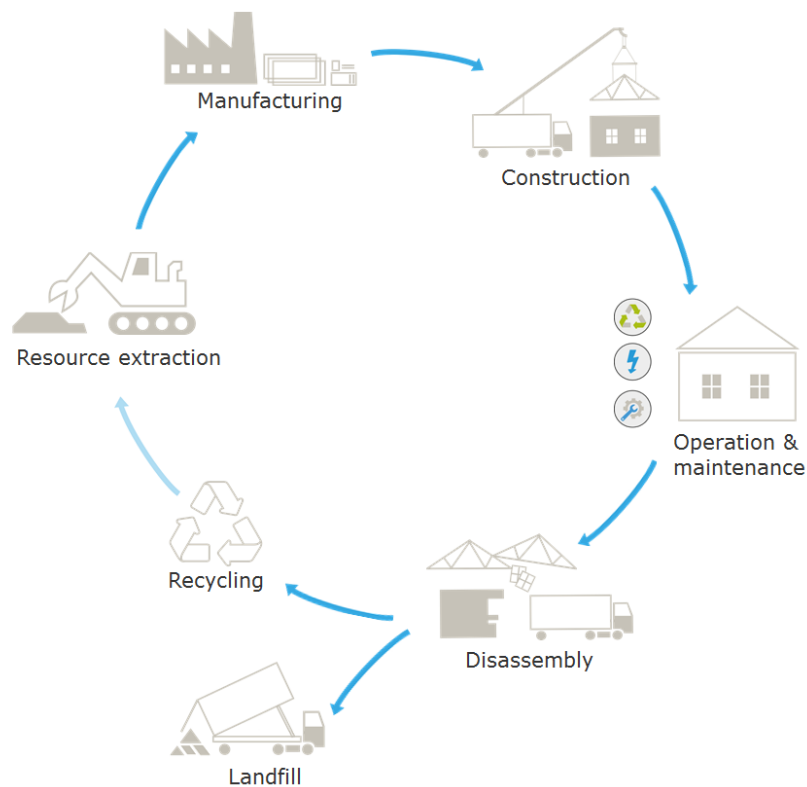 Manufacturing
Construction
Resource extraction
Operation &
maintenance
Recycling
Disassembly
Landfill